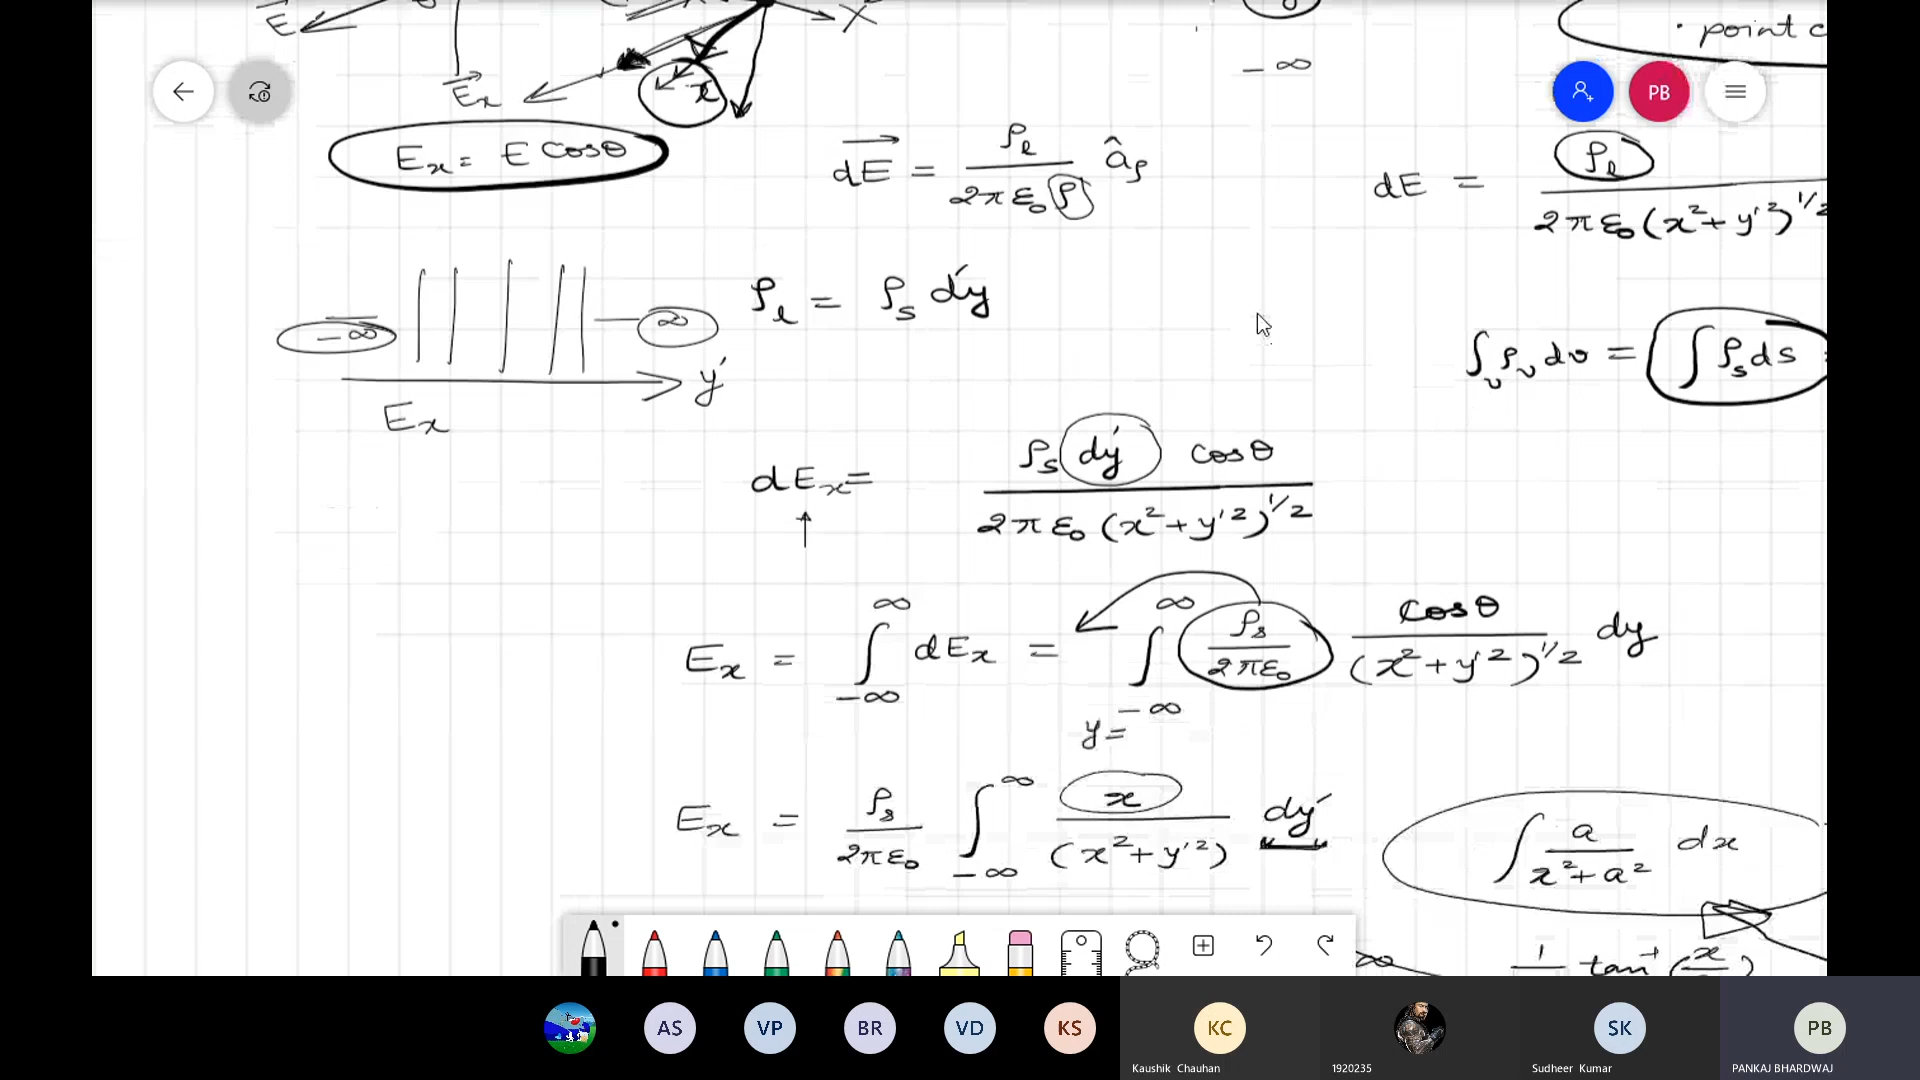 E
X
Ex
x
- ∞
· point c
PB
Ex = E Cosθ
dE = ρℓ / 2πε₀ρ âρ
dE = ρℓ / 2πε₀(x²+y'²)^1/2
-∞ ∞
ρℓ = ρs dy'
y'
Ex
∫v ρv dv = ∫ρs ds =
dEx = ρs dy' cosθ / 2πε₀(x²+y'²)^1/2
Ex = ∫_{-∞}^{∞} dEx = ∫_{y=-∞}^{∞} ρs / 2πε₀ Cosθ / (x²+y'²)^1/2 dy
Ex = ρs / 2πε₀ ∫_{-∞}^{∞} x / (x²+y'²) dy'
∫ a / x²+a² dx
∞
1 tan⁻¹(x
AS VP BR VD KS KC SK PB
Kaushik Chauhan 1920235 Sudheer Kumar PANKAJ BHARDWAJ